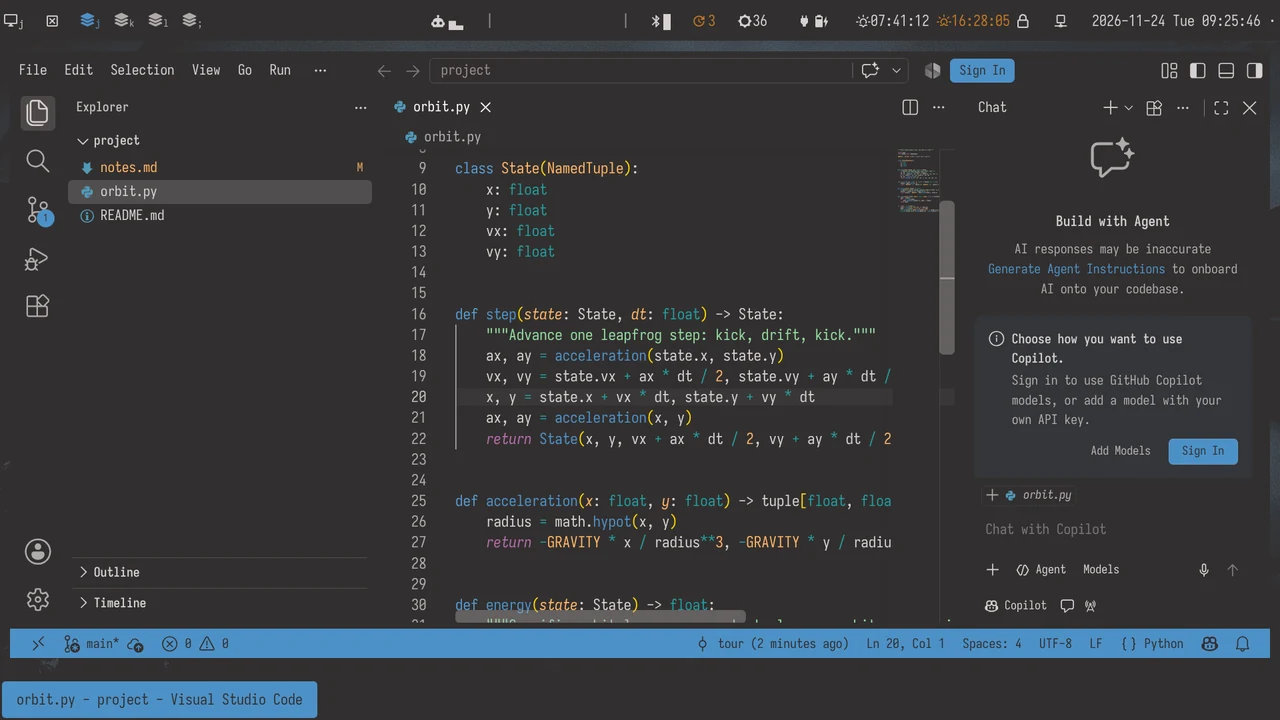 j
j
k
l
;
3
36
07:41:12
16:28:05
2026-11-24 Tue 09:25:46
File Edit Selection View Go Run ...
project
Sign In
Explorer
project
notes.md M
orbit.py
README.md
1
Outline
Timeline
orbit.py
orbit.py
9 class State(NamedTuple):
10 x: float
11 y: float
12 vx: float
13 vy: float
14
15
16 def step(state: State, dt: float) -> State:
17 """Advance one leapfrog step: kick, drift, kick."""
18 ax, ay = acceleration(state.x, state.y)
19 vx, vy = state.vx + ax * dt / 2, state.vy + ay * dt /
20 x, y = state.x + vx * dt, state.y + vy * dt
21 ax, ay = acceleration(x, y)
22 return State(x, y, vx + ax * dt / 2, vy + ay * dt / 2
23
24
25 def acceleration(x: float, y: float) -> tuple[float, floa
26 radius = math.hypot(x, y)
27 return -GRAVITY * x / radius**3, -GRAVITY * y / radiu
28
29
30 def energy(state: State) -> float:
Chat
Build with Agent
AI responses may be inaccurate
Generate Agent Instructions to onboard
AI onto your codebase.
Choose how you want to use
Copilot.
Sign in to use GitHub Copilot
models, or add a model with your
own API key.
Add Models
Sign In
orbit.py
Chat with Copilot
Agent
Models
Copilot
main*
0
0
tour (2 minutes ago)
Ln 20, Col 1
Spaces: 4
UTF-8
LF
{ } Python
orbit.py - project - Visual Studio Code